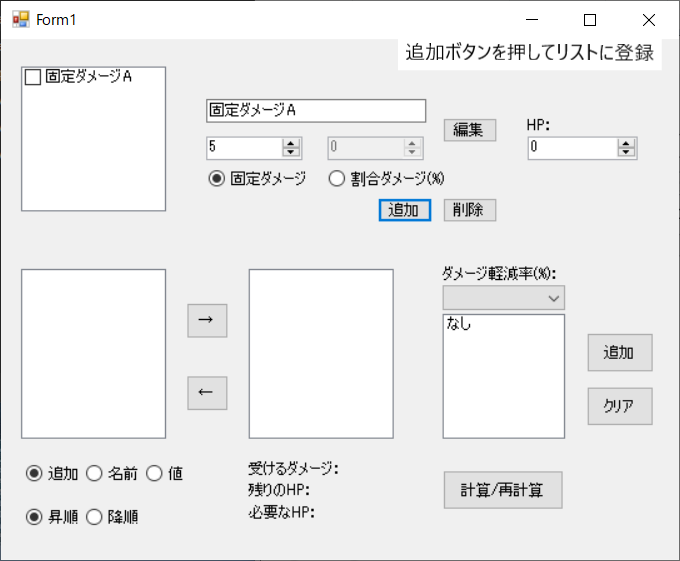 Form1
追加ボタンを押してリストに登録
固定ダメージA
固定ダメージA
編集
HP:
5
0
0
固定ダメージ
割合ダメージ(%)
追加
削除
ダメージ軽減率(%):
なし
→
←
追加
クリア
追加
名前
値
昇順
降順
受けるダメージ:
残りのHP:
必要なHP:
計算/再計算